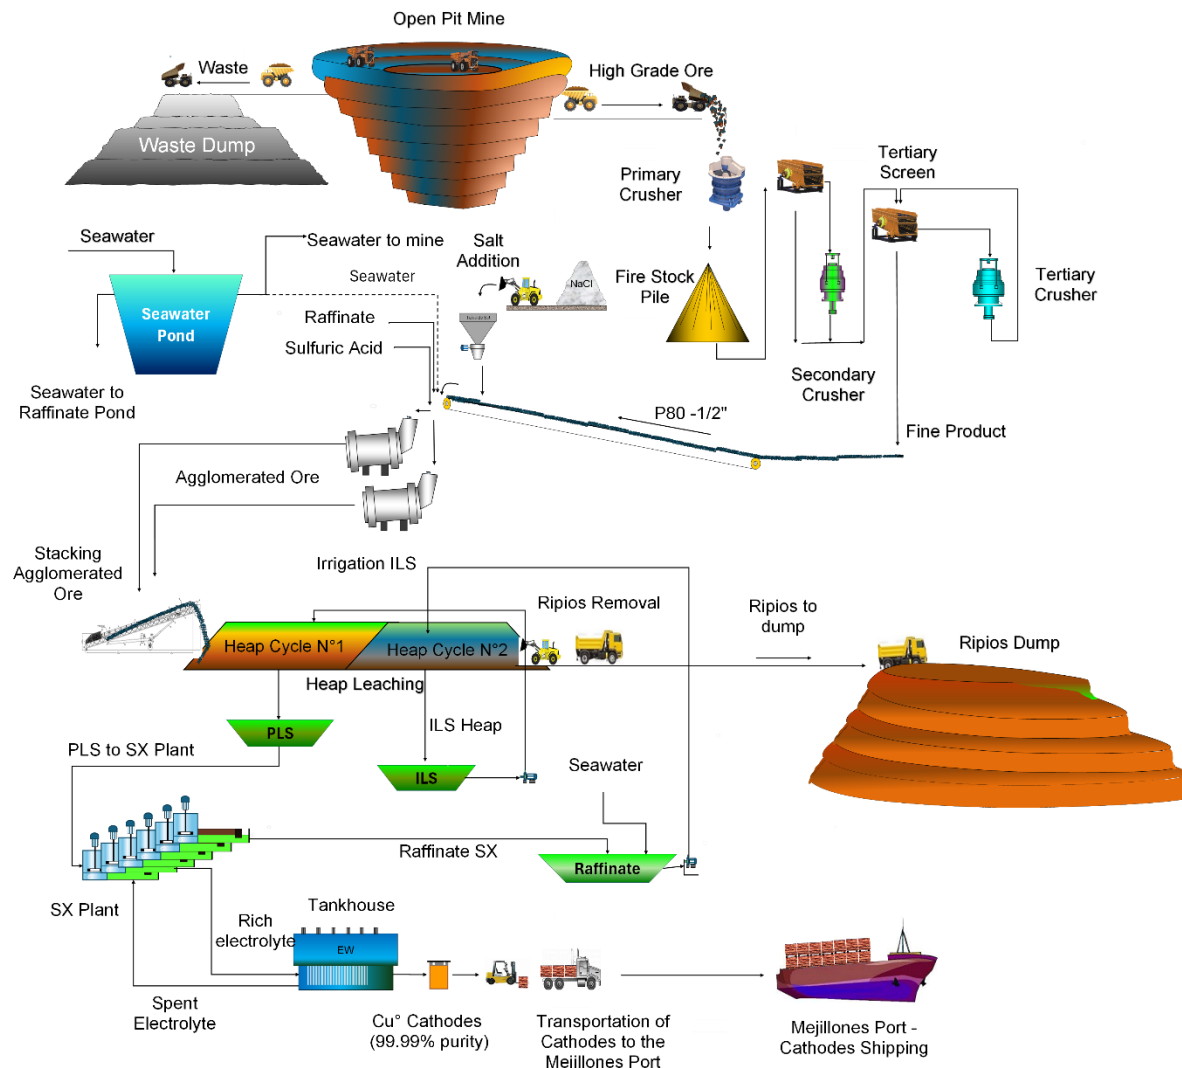 Open Pit Mine
Waste
High Grade Ore
Waste Dump
Primary
Crusher
Tertiary
Screen
Seawater
Seawater to mine
Salt
Addition
Seawater
NaCl
Fire Stock
Pile
Tertiary
Crusher
Seawater
Pond
Raffinate
Sulfuric Acid
Secondary
Crusher
Seawater to
Raffinate Pond
P80 -1/2"
Fine Product
Agglomerated Ore
Stacking
Agglomerated
Ore
Irrigation ILS
Ripios Removal
Ripios to
dump
Ripios Dump
Heap Cycle N°1
Heap Cycle N°2
Heap Leaching
PLS
ILS Heap
PLS to SX Plant
ILS
Seawater
Raffinate SX
Raffinate
SX Plant
Tankhouse
Rich
electrolyte
EW
Spent
Electrolyte
Cu° Cathodes
(99.99% purity)
Transportation of
Cathodes to the
Meiillones Port
Mejillones Port -
Cathodes Shipping